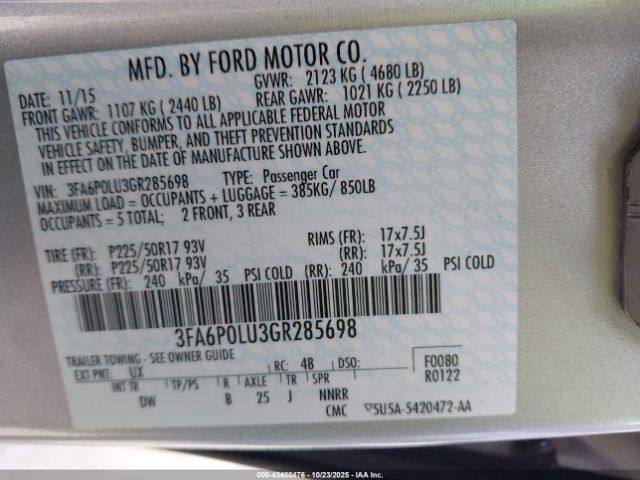 MFD. BY FORD MOTOR CO.
DATE: 11/15 GVWR: 2123 KG ( 4680 LB)
FRONT GAWR: 1107 KG ( 2440 LB) REAR GAWR: 1021 KG ( 2250 LB)
THIS VEHICLE CONFORMS TO ALL APPLICABLE FEDERAL MOTOR
VEHICLE SAFETY, BUMPER, AND THEFT PREVENTION STANDARDS
IN EFFECT ON THE DATE OF MANUFACTURE SHOWN ABOVE.
VIN: 3FA6P0LU3GR285698 TYPE: Passenger Car
MAXIMUM LOAD = OCCUPANTS + LUGGAGE = 385KG/ 850LB
OCCUPANTS = 5 TOTAL; 2 FRONT, 3 REAR
TIRE (FR): P225/50R17 93V RIMS (FR): 17x7.5J
(RR): P225/50R17 93V (RR): 17x7.5J
PRESSURE (FR): 240 kPa/ 35 PSI COLD (RR): 240 kPa/ 35 PSI COLD
3FA6P0LU3GR285698
TRAILER TOWING - SEE OWNER GUIDE
EXT PNT: UX RC: 48 DSO: F0080
INT TR TP/PS R AXLE TR SPR R0122
DW B 25 J NNRR
CMC ▽5U5A-5420472-AA
000-43468476 10/23/2025 IAA, Inc.